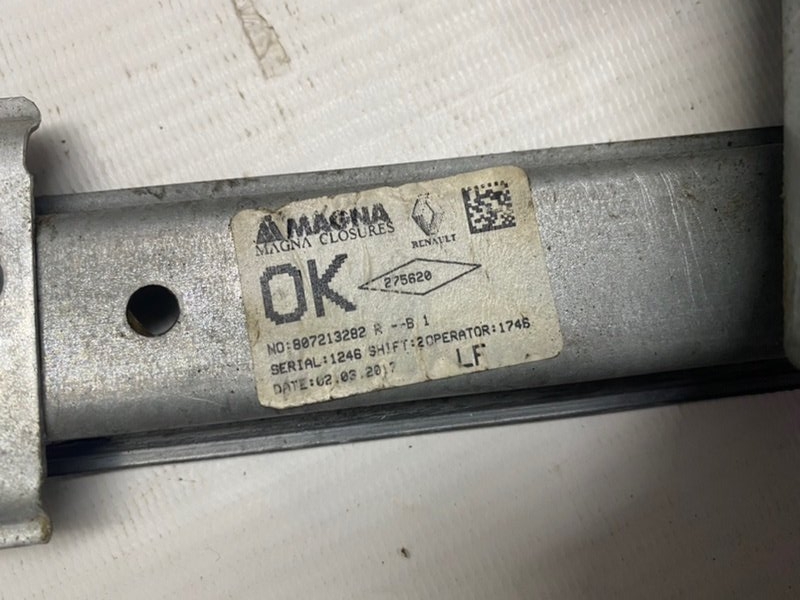 MAGNA
MAGNA CLOSURES
RENAULT
OK
275620
NO:807213282 R --B 1
SERIAL:1246 SHIFT:2OPERATOR:1746
DATE:02.03.2017
LF